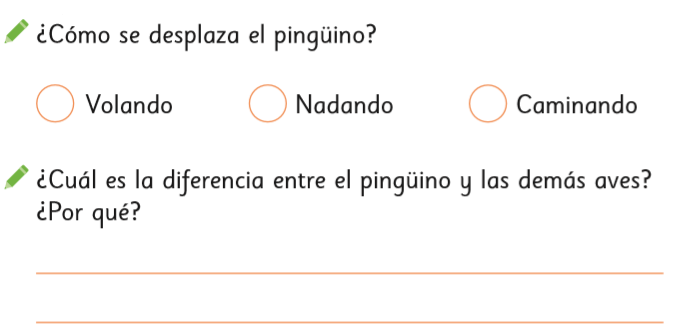 ¿Cómo se desplaza el pingüino?
Volando Nadando Caminando
¿Cuál es la diferencia entre el pingüino y las demás aves?
¿Por qué?